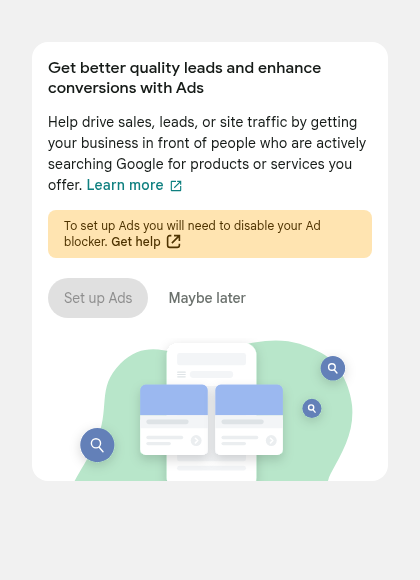 Get better quality leads and enhance
conversions with Ads
Help drive sales, leads, or site traffic by getting
your business in front of people who are actively
searching Google for products or services you
offer. Learn more
To set up Ads you will need to disable your Ad
blocker. Get help
Set up Ads Maybe later